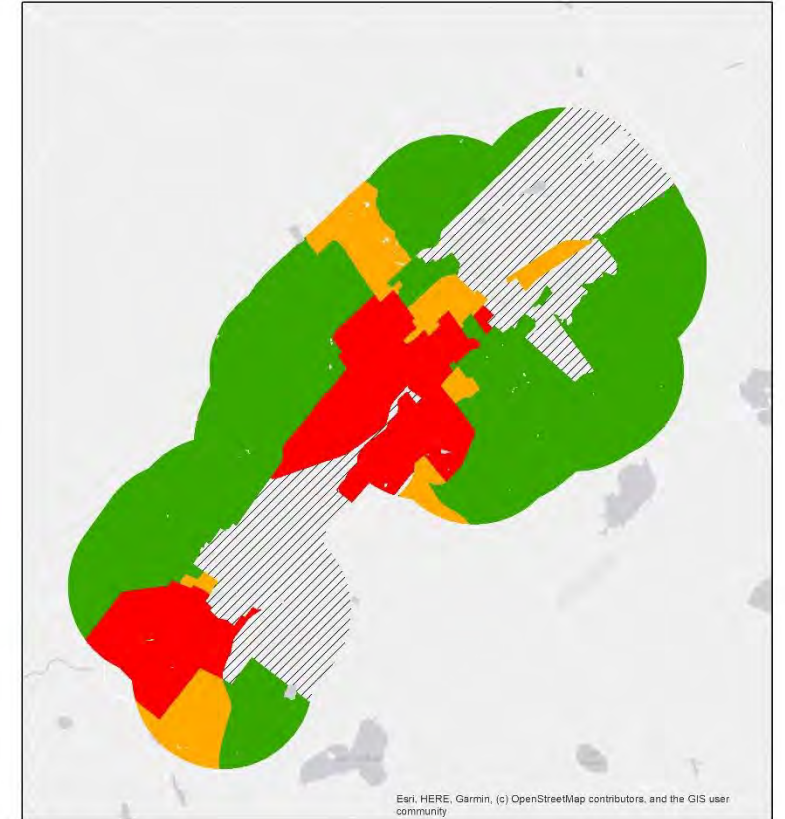 Esri, HERE, Garmin, (c) OpenStreetMap contributors, and the GIS user
community